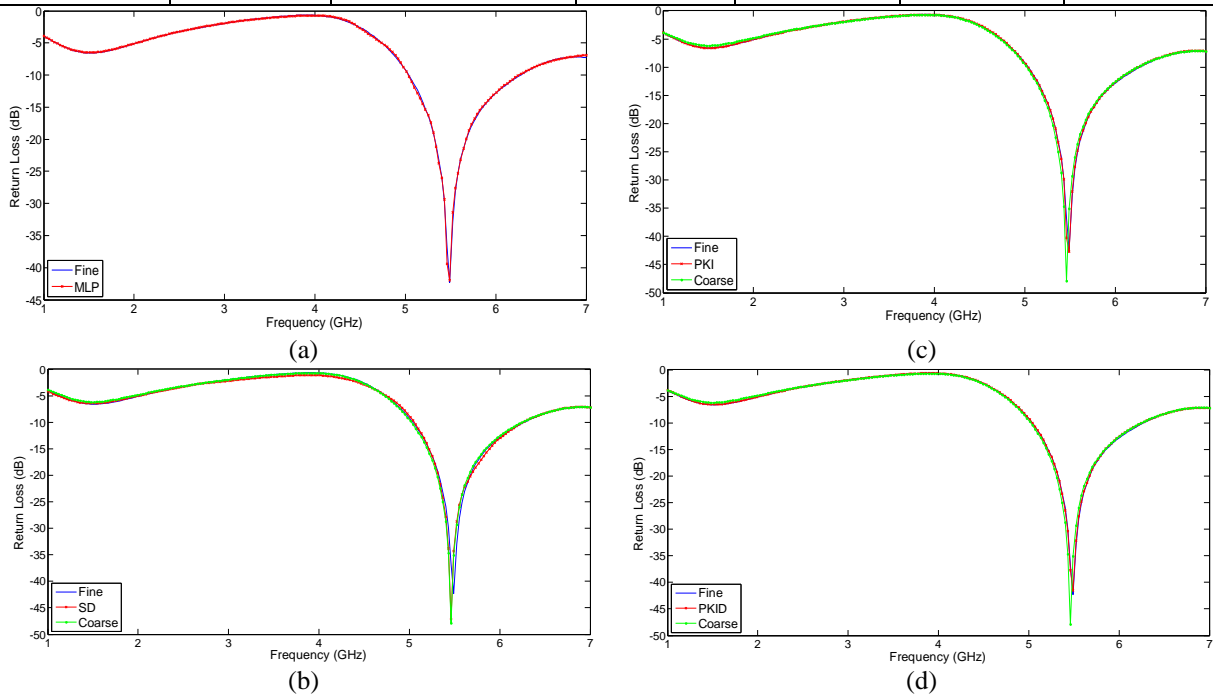 0
-5
-10
-15
-20
-25
-30
-35
-40
-45
Return Loss (dB)
Fine
MLP
1 2 3 4 5 6 7
Frequency (GHz)
(a)
0
-5
-10
-15
-20
-25
-30
-35
-40
-45
-50
Return Loss (dB)
Fine
PKI
Coarse
1 2 3 4 5 6 7
Frequency (GHz)
(c)
0
-5
-10
-15
-20
-25
-30
-35
-40
-45
-50
Return Loss (dB)
Fine
SD
Coarse
1 2 3 4 5 6 7
Frequency (GHz)
(b)
0
-5
-10
-15
-20
-25
-30
-35
-40
-45
-50
Return Loss (dB)
Fine
PKID
Coarse
1 2 3 4 5 6 7
Frequency (GHz)
(d)